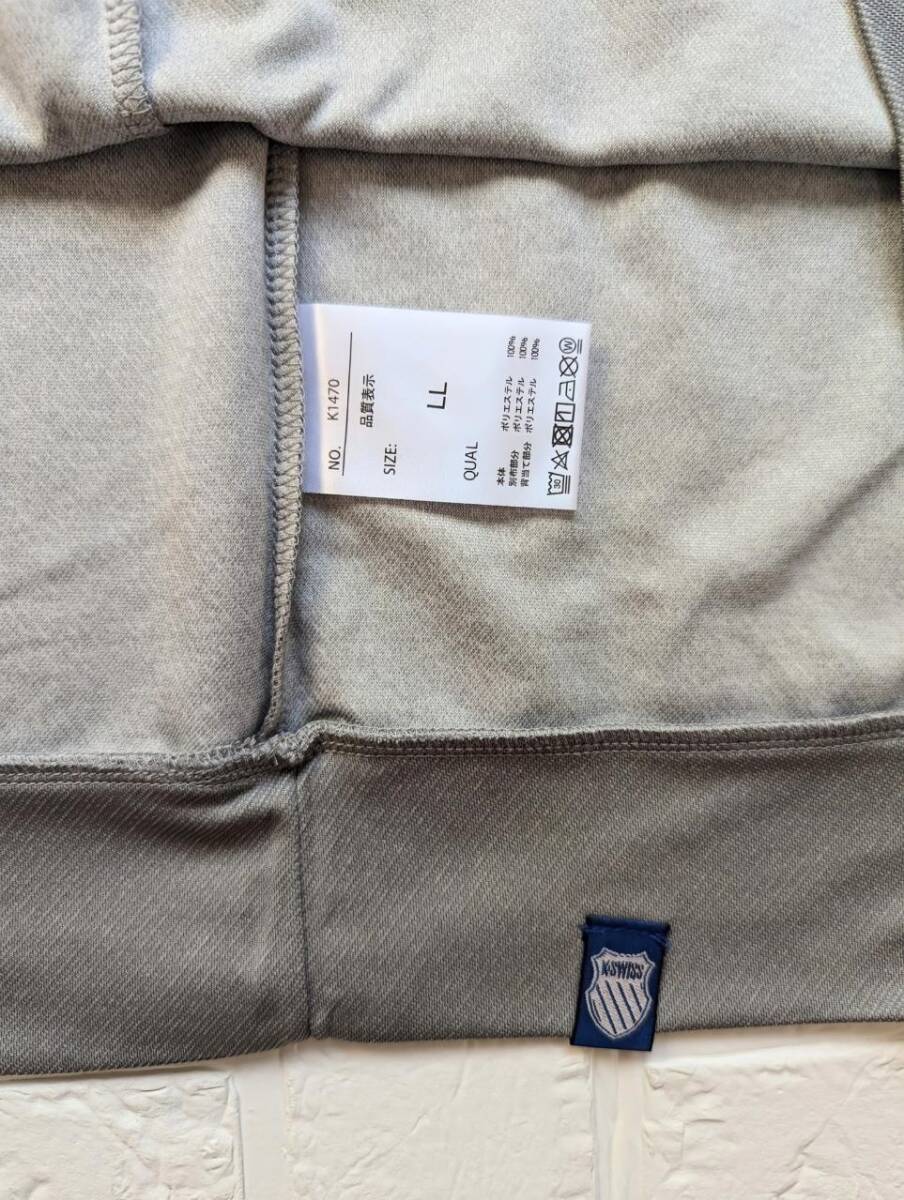 NO. K1470
品質表示
SIZE:
LL
QUAL
本体 ポリエステル 100%
別布部分 ポリエステル 100%
背当て部分 ポリエステル 100%
30
W
K·SWISS